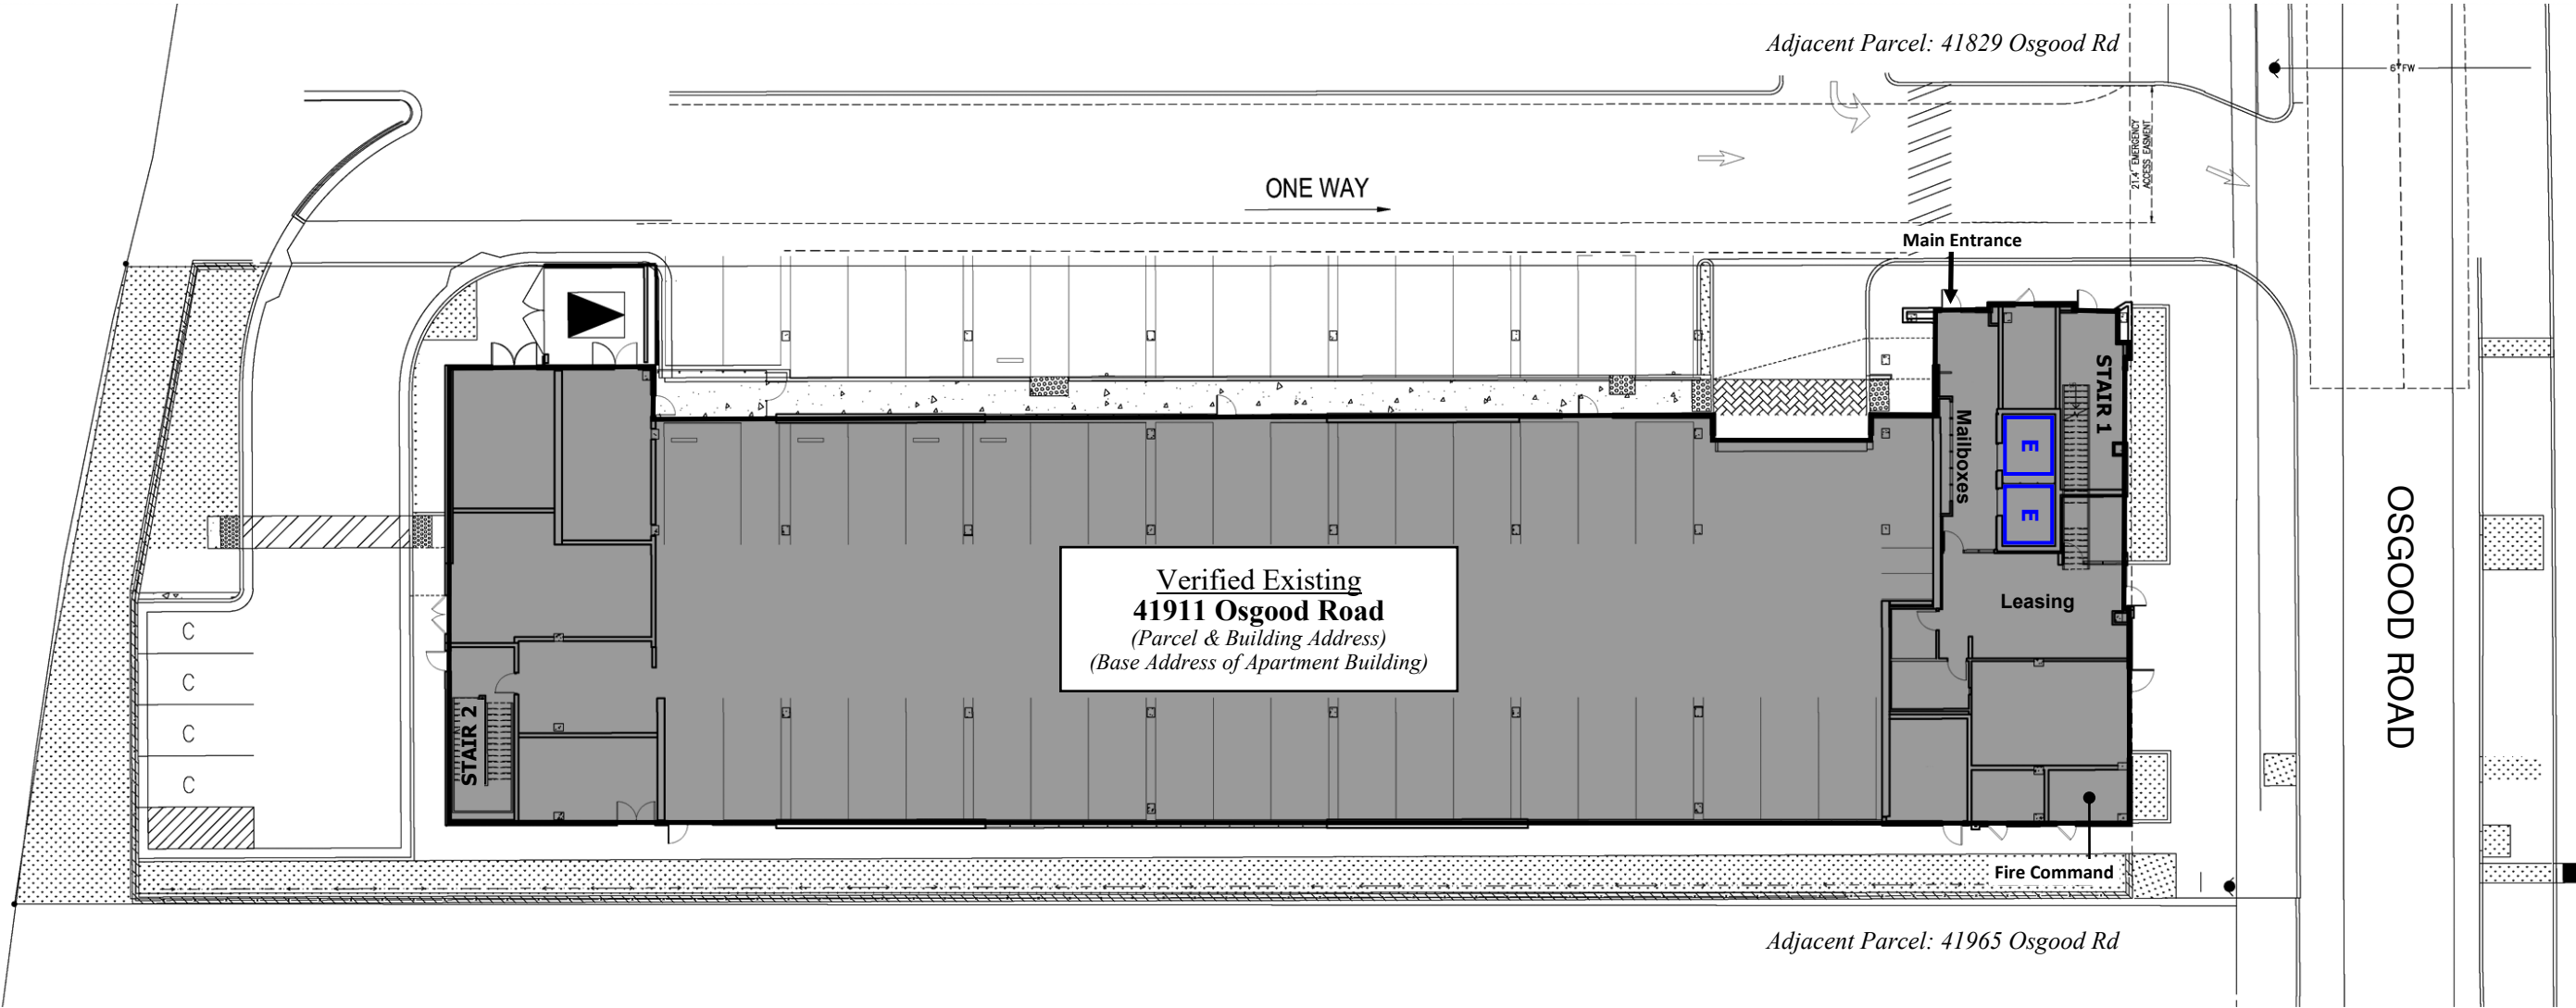 Adjacent Parcel: 41829 Osgood Rd
6" FW
21.4' EMERGENCY
ACCESS EASMENT
ONE WAY
Main Entrance
STAIR 1
Mailboxes
E
E
OSGOOD ROAD
Verified Existing
41911 Osgood Road
(Parcel & Building Address)
(Base Address of Apartment Building)
Leasing
C
C
C
C
STAIR 2
Fire Command
Adjacent Parcel: 41965 Osgood Rd